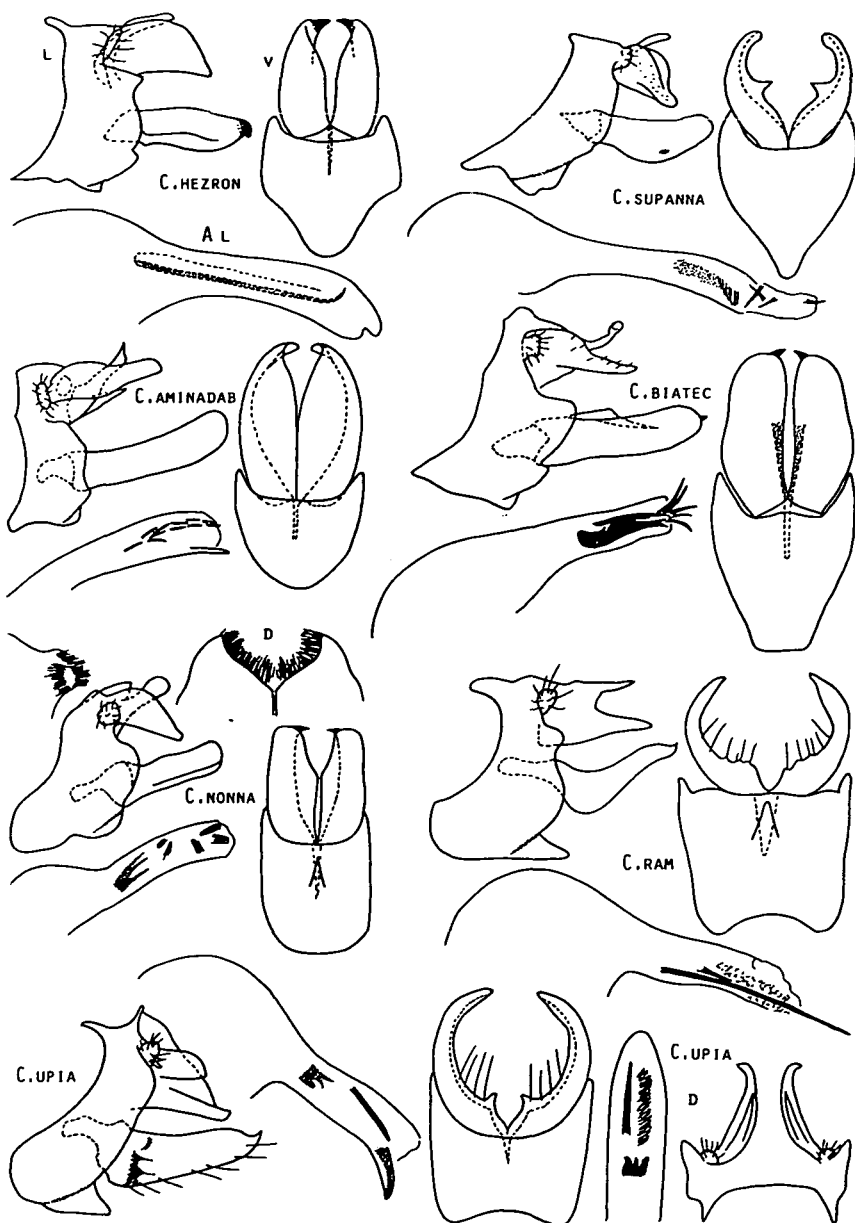 L
V
C.HEZRON
A L
C.SUPANNA
C.AMINADAB
C.BIATEC
D
C.NONNA
C.RAM
C.UPIA
C.UPIA
D